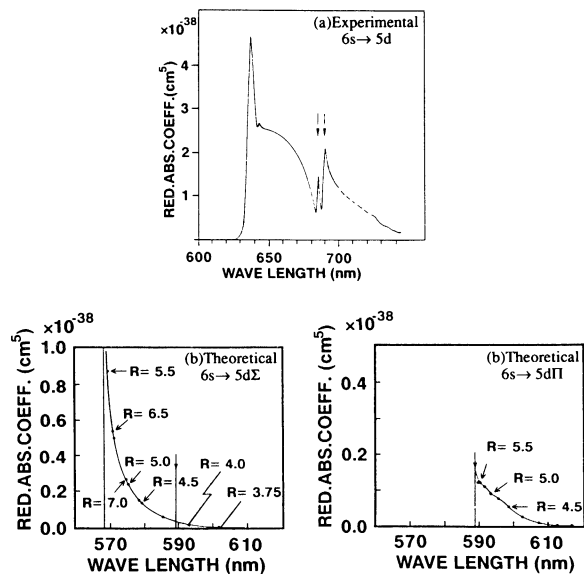 ×10⁻³⁸
(a)Experimental
6s→ 5d
RED.ABS.COEFF.(cm⁵)
4
3
2
1
600
660
700
WAVE LENGTH (nm)
×10⁻³⁸
(b)Theoretical
6s→ 5dΣ
RED.ABS.COEFF. (cm⁵)
1.0
0.8
0.6
0.4
0.2
0.0
R= 5.5
R= 6.5
R= 5.0
R= 4.5
R= 7.0
R= 4.0
R= 3.75
570
590
610
WAVE LENGTH (nm)
×10⁻³⁸
(b)Theoretical
6s→ 5dΠ
RED.ABS.COEFF. (cm⁵)
0.4
0.2
0.0
R= 5.5
R= 5.0
R= 4.5
570
590
610
WAVE LENGTH (nm)